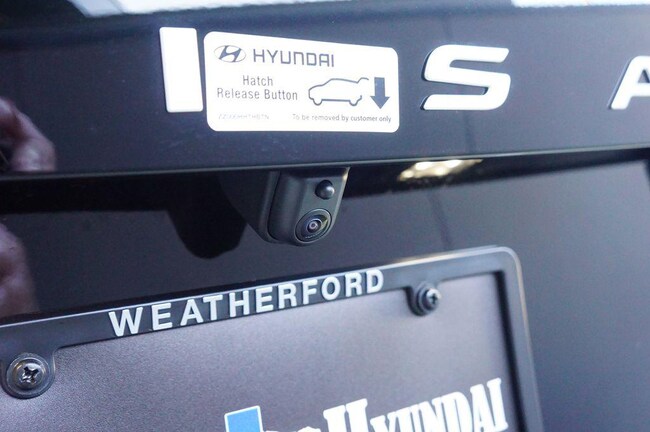 I S A
HYUNDAI
Hatch
Release Button
To be removed by customer only
WEATHERFORD
HYUNDAI